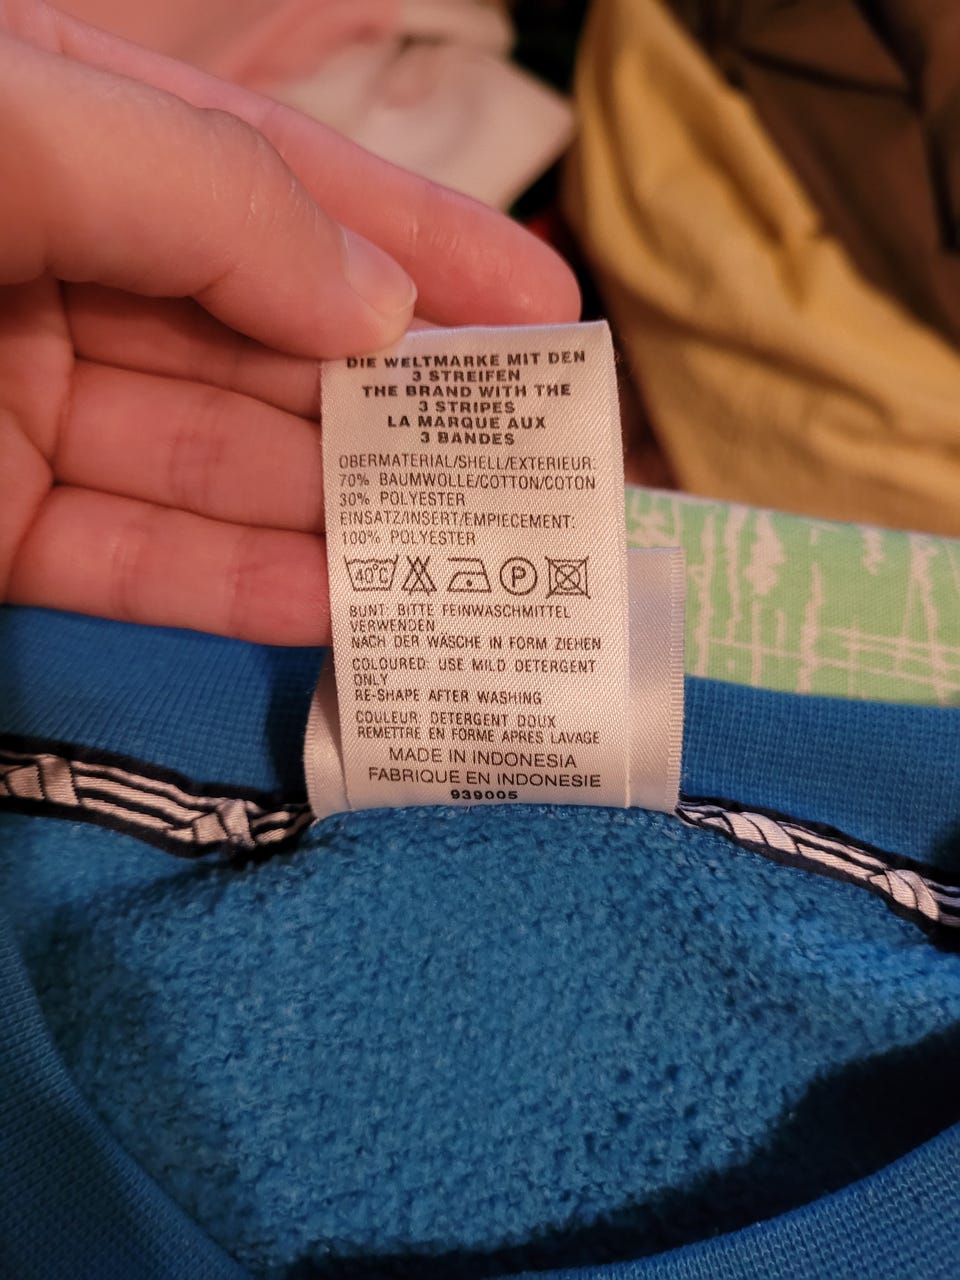 DIE WELTMARKE MIT DEN
3 STREIFEN
THE BRAND WITH THE
3 STRIPES
LA MARQUE AUX
3 BANDES
OBERMATERIAL/SHELL/EXTERIEUR:
70% BAUMWOLLE/COTTON/COTON
30% POLYESTER
EINSATZ/INSERT/EMPIECEMENT:
100% POLYESTER
40°C P
BUNT: BITTE FEINWASCHMITTEL
VERWENDEN
NACH DER WÄSCHE IN FORM ZIEHEN
COLOURED: USE MILD DETERGENT
ONLY
RE-SHAPE AFTER WASHING
COULEUR: DETERGENT DOUX
REMETTRE EN FORME APRES LAVAGE
MADE IN INDONESIA
FABRIQUE EN INDONESIE
939005